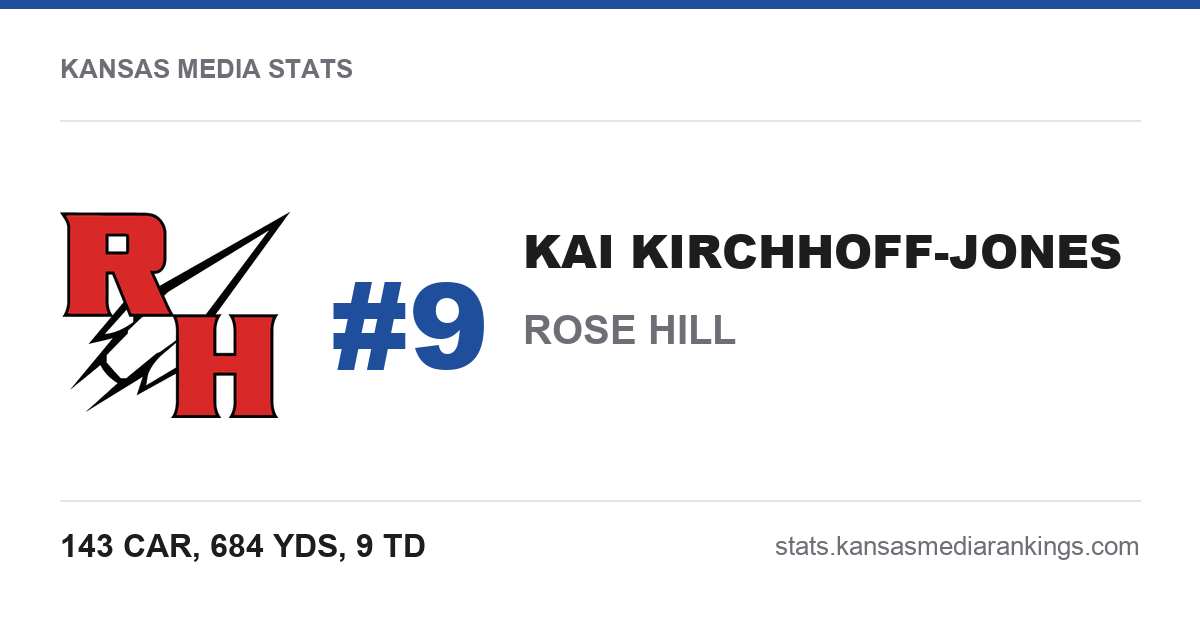 KANSAS MEDIA STATS
RH
#9
KAI KIRCHHOFF-JONES
ROSE HILL
143 CAR, 684 YDS, 9 TD
stats.kansasmediarankings.com